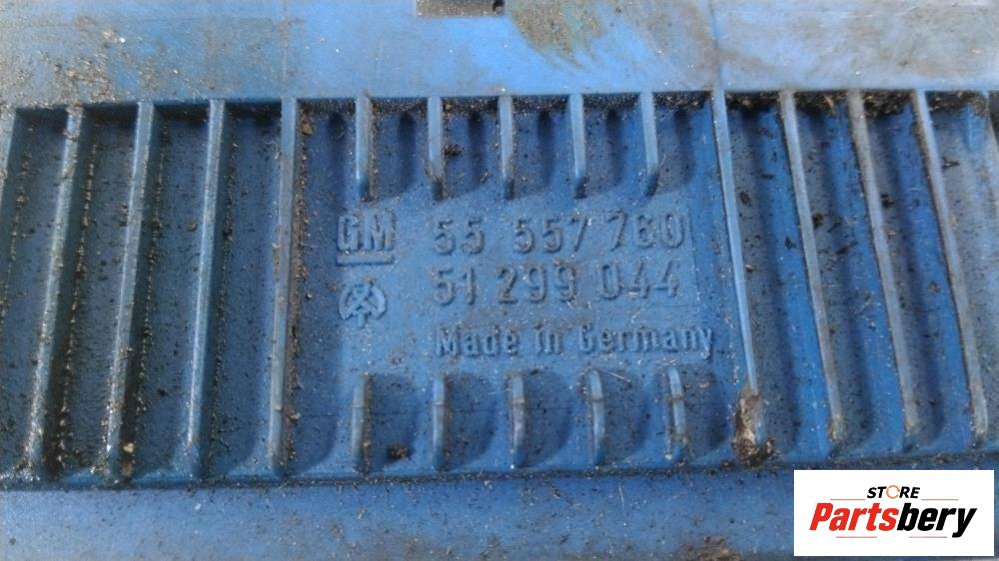 GM 55 557 760
51 299 044
Made in Germany
STORE
Partsbery